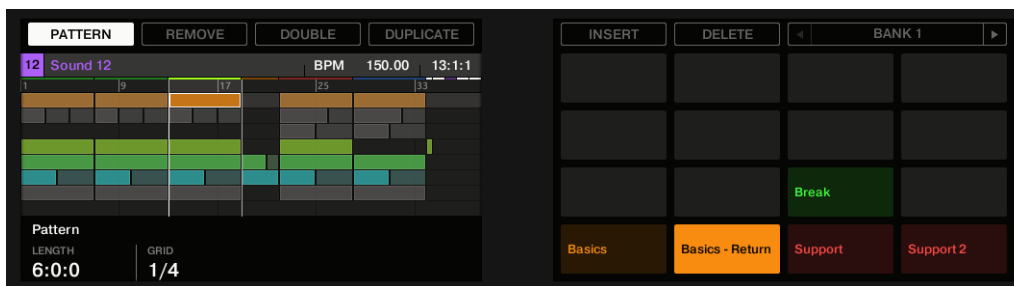 PATTERN REMOVE DOUBLE DUPLICATE
12 Sound 12 BPM 150.00 13:1:1
1 9 17 25 33
Pattern
LENGTH GRID
6:0:0 1/4
INSERT DELETE BANK 1
Break
Basics Basics - Return Support Support 2